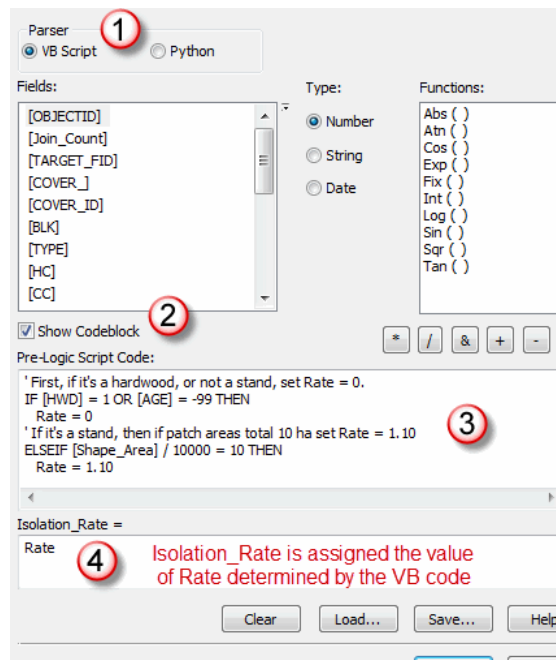 Parser
1
VB Script
Python
Fields:
Type:
Functions:
[OBJECTID]
[Join_Count]
[TARGET_FID]
[COVER_]
[COVER_ID]
[BLK]
[TYPE]
[HC]
[CC]
Number
String
Date
Abs ( )
Atn ( )
Cos ( )
Exp ( )
Fix ( )
Int ( )
Log ( )
Sin ( )
Sqr ( )
Tan ( )
2
Show Codeblock
* / & + -
Pre-Logic Script Code:
' First, if it's a hardwood, or not a stand, set Rate = 0.
IF [HWD] = 1 OR [AGE] = -99 THEN
Rate = 0
' If it's a stand, then if patch areas total 10 ha set Rate = 1.10
ELSEIF [Shape_Area] / 10000 = 10 THEN
Rate = 1.10
3
Isolation_Rate =
Rate
4
Isolation_Rate is assigned the value
of Rate determined by the VB code
Clear Load... Save... Help